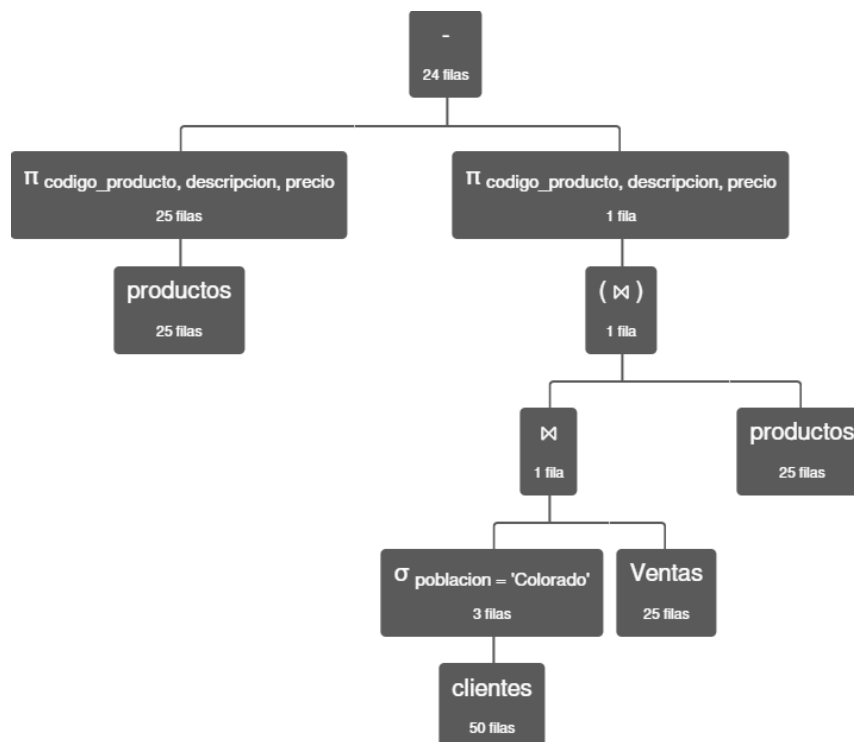 -
24 filas
π codigo_producto, descripcion, precio
25 filas
π codigo_producto, descripcion, precio
1 fila
productos
25 filas
( ⋈ )
1 fila
⋈
1 fila
productos
25 filas
σ poblacion = 'Colorado'
3 filas
Ventas
25 filas
clientes
50 filas